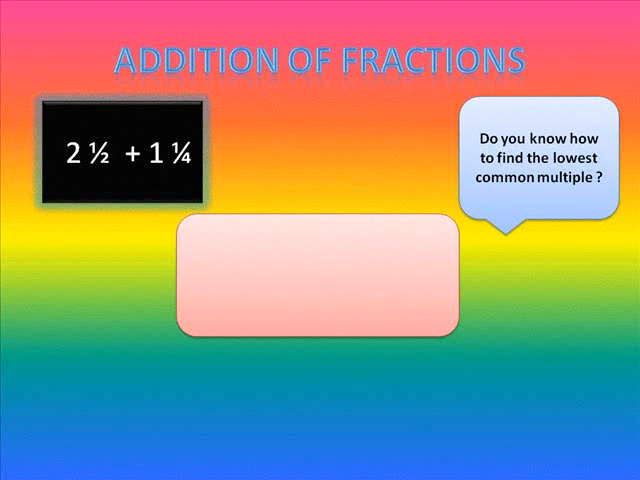 ADDITION OF FRACTIONS
2 ½ + 1 ¼
Do you know how
to find the lowest
common multiple ?